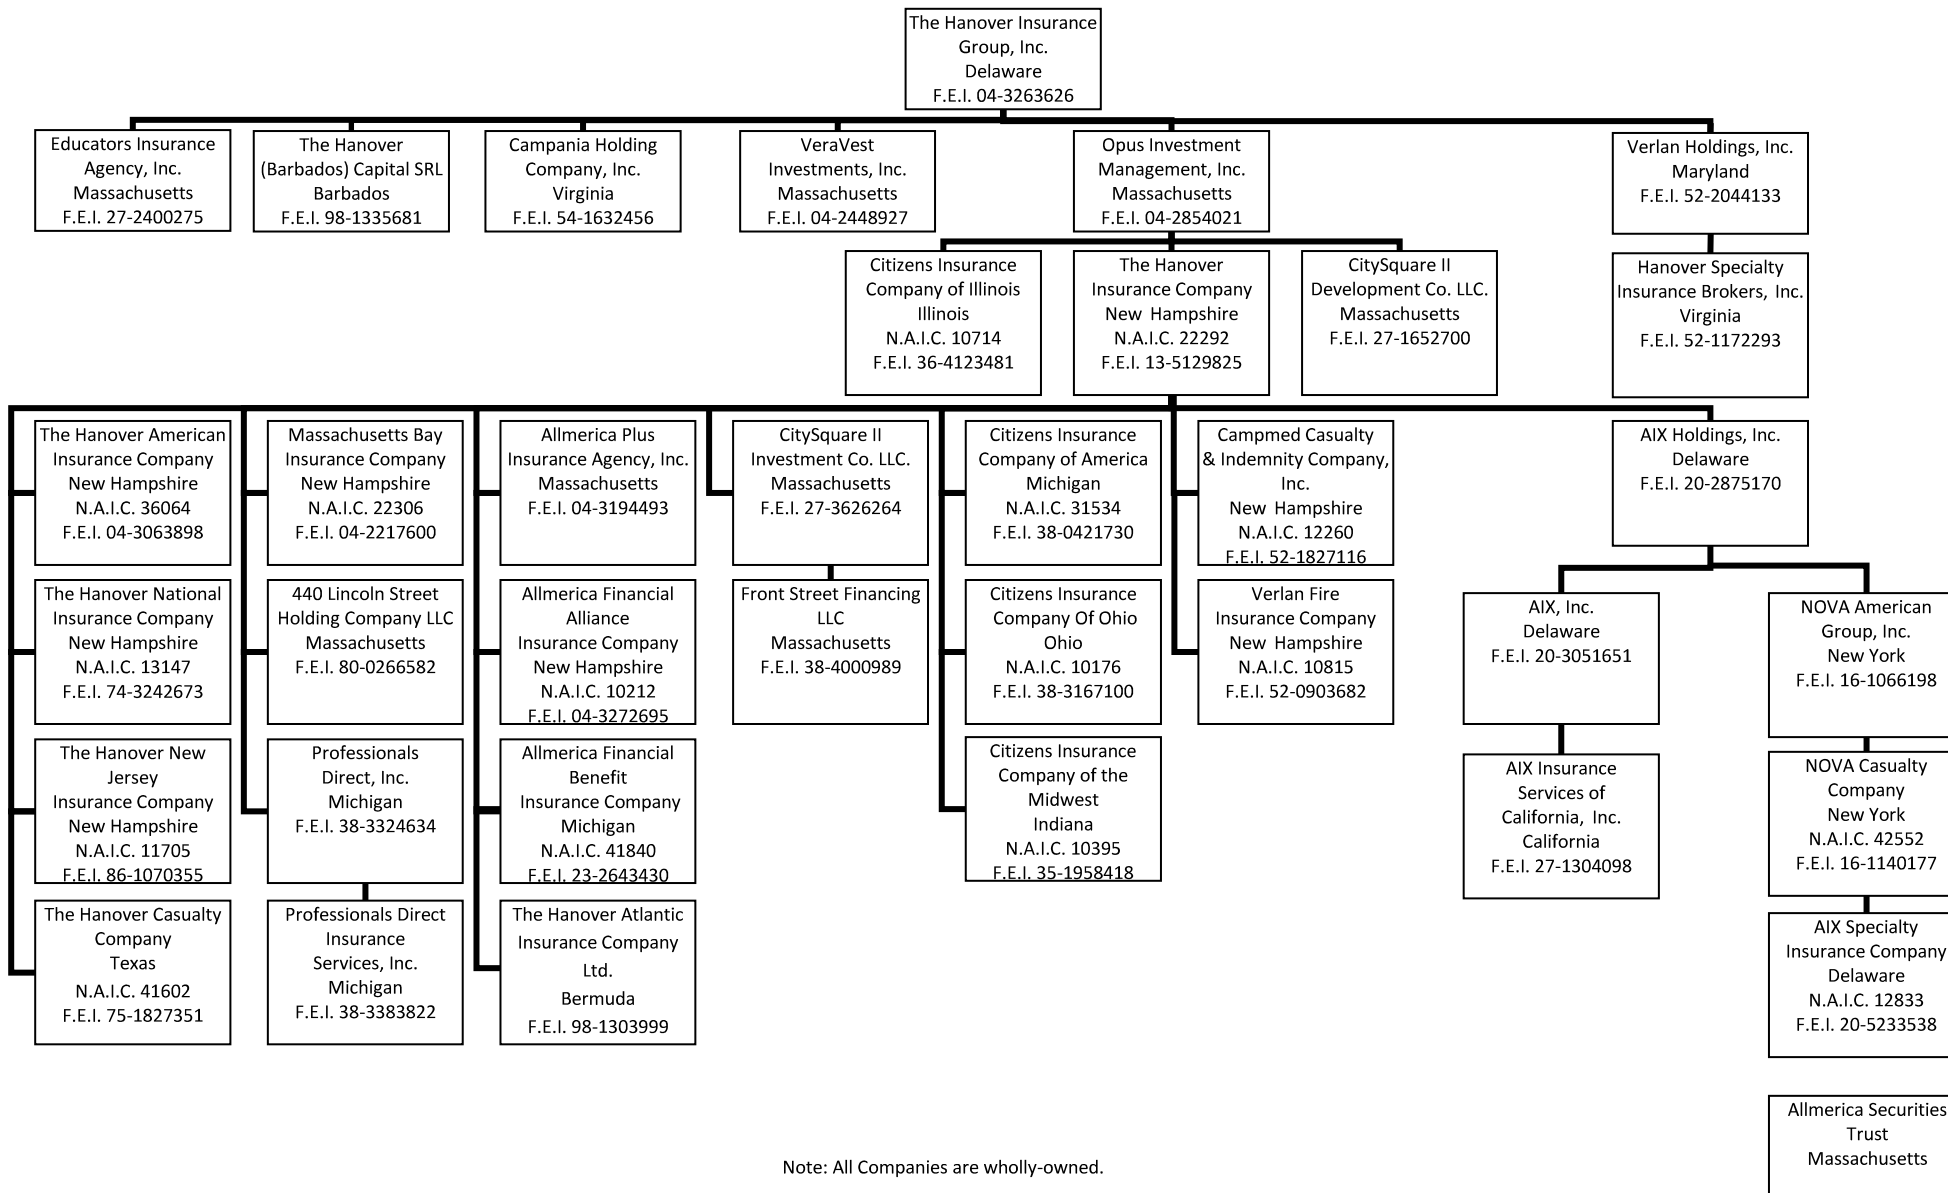 The Hanover Insurance
Group, Inc.
Delaware
F.E.I. 04-3263626
Educators Insurance
Agency, Inc.
Massachusetts
F.E.I. 27-2400275
The Hanover
(Barbados) Capital SRL
Barbados
F.E.I. 98-1335681
Campania Holding
Company, Inc.
Virginia
F.E.I. 54-1632456
VeraVest
Investments, Inc.
Massachusetts
F.E.I. 04-2448927
Opus Investment
Management, Inc.
Massachusetts
F.E.I. 04-2854021
Verlan Holdings, Inc.
Maryland
F.E.I. 52-2044133
Citizens Insurance
Company of Illinois
Illinois
N.A.I.C. 10714
F.E.I. 36-4123481
The Hanover
Insurance Company
New Hampshire
N.A.I.C. 22292
F.E.I. 13-5129825
CitySquare II
Development Co. LLC.
Massachusetts
F.E.I. 27-1652700
Hanover Specialty
Insurance Brokers, Inc.
Virginia
F.E.I. 52-1172293
The Hanover American
Insurance Company
New Hampshire
N.A.I.C. 36064
F.E.I. 04-3063898
Massachusetts Bay
Insurance Company
New Hampshire
N.A.I.C. 22306
F.E.I. 04-2217600
Allmerica Plus
Insurance Agency, Inc.
Massachusetts
F.E.I. 04-3194493
CitySquare II
Investment Co. LLC.
Massachusetts
F.E.I. 27-3626264
Citizens Insurance
Company of America
Michigan
N.A.I.C. 31534
F.E.I. 38-0421730
Campmed Casualty
& Indemnity Company,
Inc.
New Hampshire
N.A.I.C. 12260
F.E.I. 52-1827116
AIX Holdings, Inc.
Delaware
F.E.I. 20-2875170
The Hanover National
Insurance Company
New Hampshire
N.A.I.C. 13147
F.E.I. 74-3242673
440 Lincoln Street
Holding Company LLC
Massachusetts
F.E.I. 80-0266582
Allmerica Financial
Alliance
Insurance Company
New Hampshire
N.A.I.C. 10212
F.E.I. 04-3272695
Front Street Financing
LLC
Massachusetts
F.E.I. 38-4000989
Citizens Insurance
Company Of Ohio
Ohio
N.A.I.C. 10176
F.E.I. 38-3167100
Verlan Fire
Insurance Company
New Hampshire
N.A.I.C. 10815
F.E.I. 52-0903682
AIX, Inc.
Delaware
F.E.I. 20-3051651
NOVA American
Group, Inc.
New York
F.E.I. 16-1066198
The Hanover New
Jersey
Insurance Company
New Hampshire
N.A.I.C. 11705
F.E.I. 86-1070355
Professionals
Direct, Inc.
Michigan
F.E.I. 38-3324634
Allmerica Financial
Benefit
Insurance Company
Michigan
N.A.I.C. 41840
F.E.I. 23-2643430
Citizens Insurance
Company of the
Midwest
Indiana
N.A.I.C. 10395
F.E.I. 35-1958418
AIX Insurance
Services of
California, Inc.
California
F.E.I. 27-1304098
NOVA Casualty
Company
New York
N.A.I.C. 42552
F.E.I. 16-1140177
The Hanover Casualty
Company
Texas
N.A.I.C. 41602
F.E.I. 75-1827351
Professionals Direct
Insurance
Services, Inc.
Michigan
F.E.I. 38-3383822
The Hanover Atlantic
Insurance Company
Ltd.
Bermuda
F.E.I. 98-1303999
AIX Specialty
Insurance Company
Delaware
N.A.I.C. 12833
F.E.I. 20-5233538
Allmerica Securities
Trust
Massachusetts
Note: All Companies are wholly-owned.